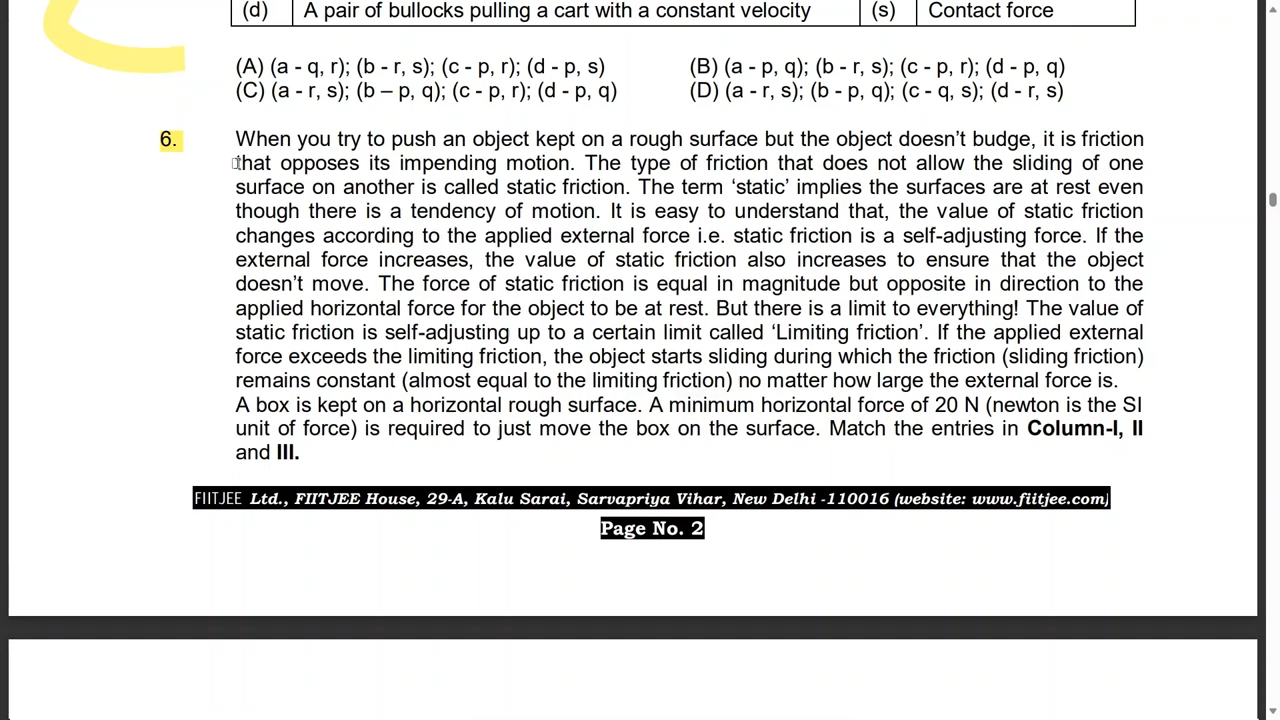 (d) A pair of bullocks pulling a cart with a constant velocity (s) Contact force
(A) (a - q, r); (b - r, s); (c - p, r); (d - p, s) (B) (a - p, q); (b - r, s); (c - p, r); (d - p, q)
(C) (a - r, s); (b – p, q); (c - p, r); (d - p, q) (D) (a - r, s); (b - p, q); (c - q, s); (d - r, s)
6. When you try to push an object kept on a rough surface but the object doesn’t budge, it is friction
that opposes its impending motion. The type of friction that does not allow the sliding of one
surface on another is called static friction. The term ‘static’ implies the surfaces are at rest even
though there is a tendency of motion. It is easy to understand that, the value of static friction
changes according to the applied external force i.e. static friction is a self-adjusting force. If the
external force increases, the value of static friction also increases to ensure that the object
doesn’t move. The force of static friction is equal in magnitude but opposite in direction to the
applied horizontal force for the object to be at rest. But there is a limit to everything! The value of
static friction is self-adjusting up to a certain limit called ‘Limiting friction’. If the applied external
force exceeds the limiting friction, the object starts sliding during which the friction (sliding friction)
remains constant (almost equal to the limiting friction) no matter how large the external force is.
A box is kept on a horizontal rough surface. A minimum horizontal force of 20 N (newton is the SI
unit of force) is required to just move the box on the surface. Match the entries in Column-I, II
and III.
FIITJEE Ltd., FIITJEE House, 29-A, Kalu Sarai, Sarvapriya Vihar, New Delhi -110016 (website: www.fiitjee.com)
Page No. 2